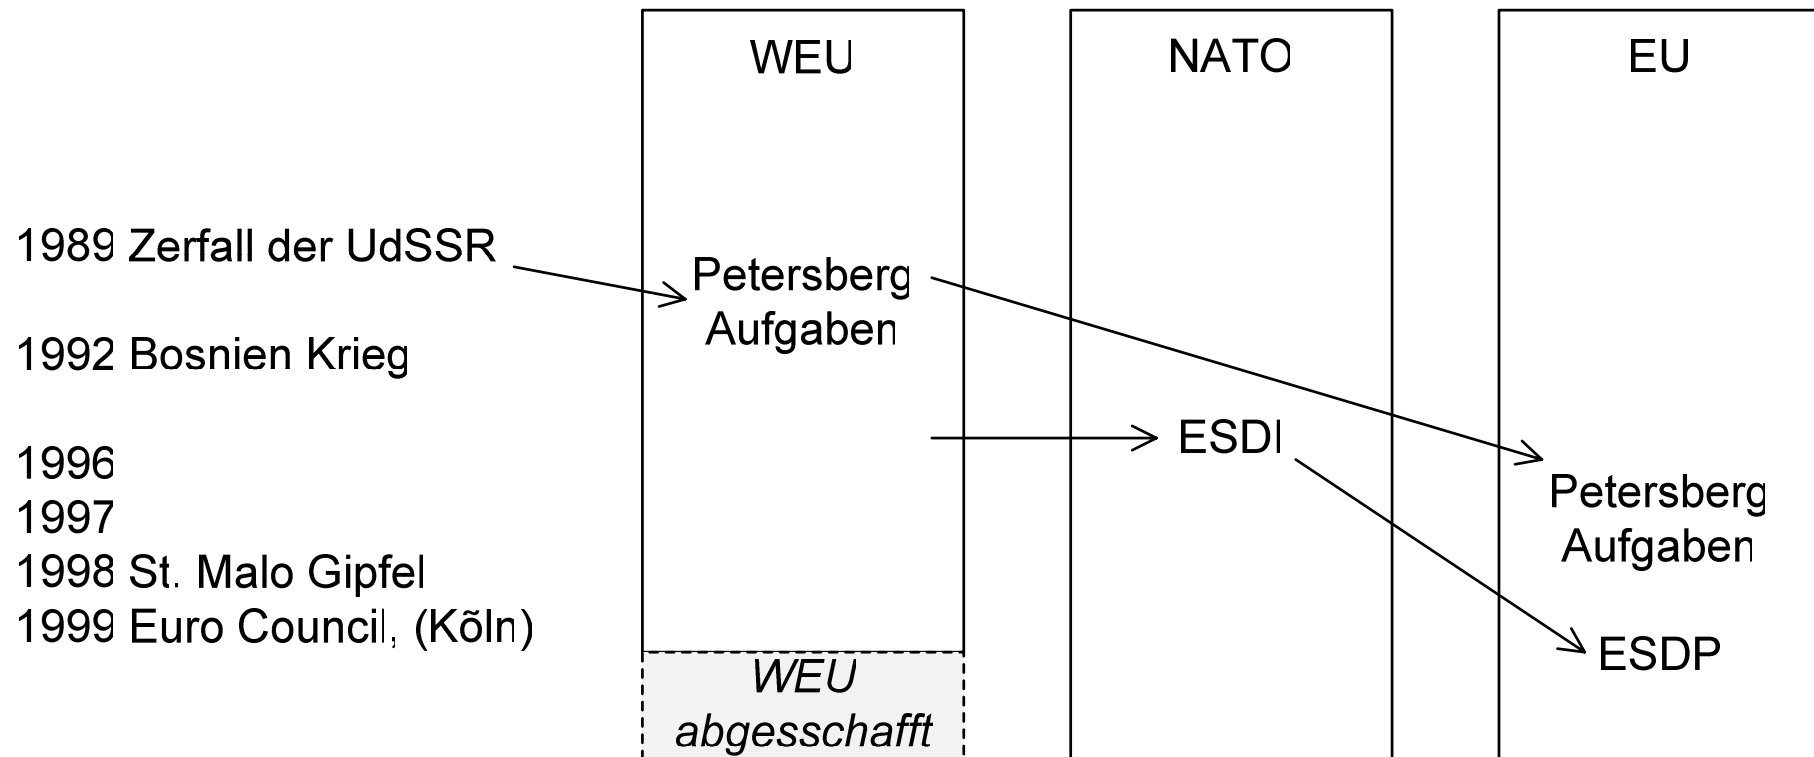 WEU
NATO
EU
1989 Zerfall der UdSSR
Petersberg
Aufgaben
1992 Bosnien Krieg
ESDI
1996
Petersberg
Aufgaben
1997
1998 St. Malo Gipfel
1999 Euro Council, (Kõln)
ESDP
WEU
abgesschafft